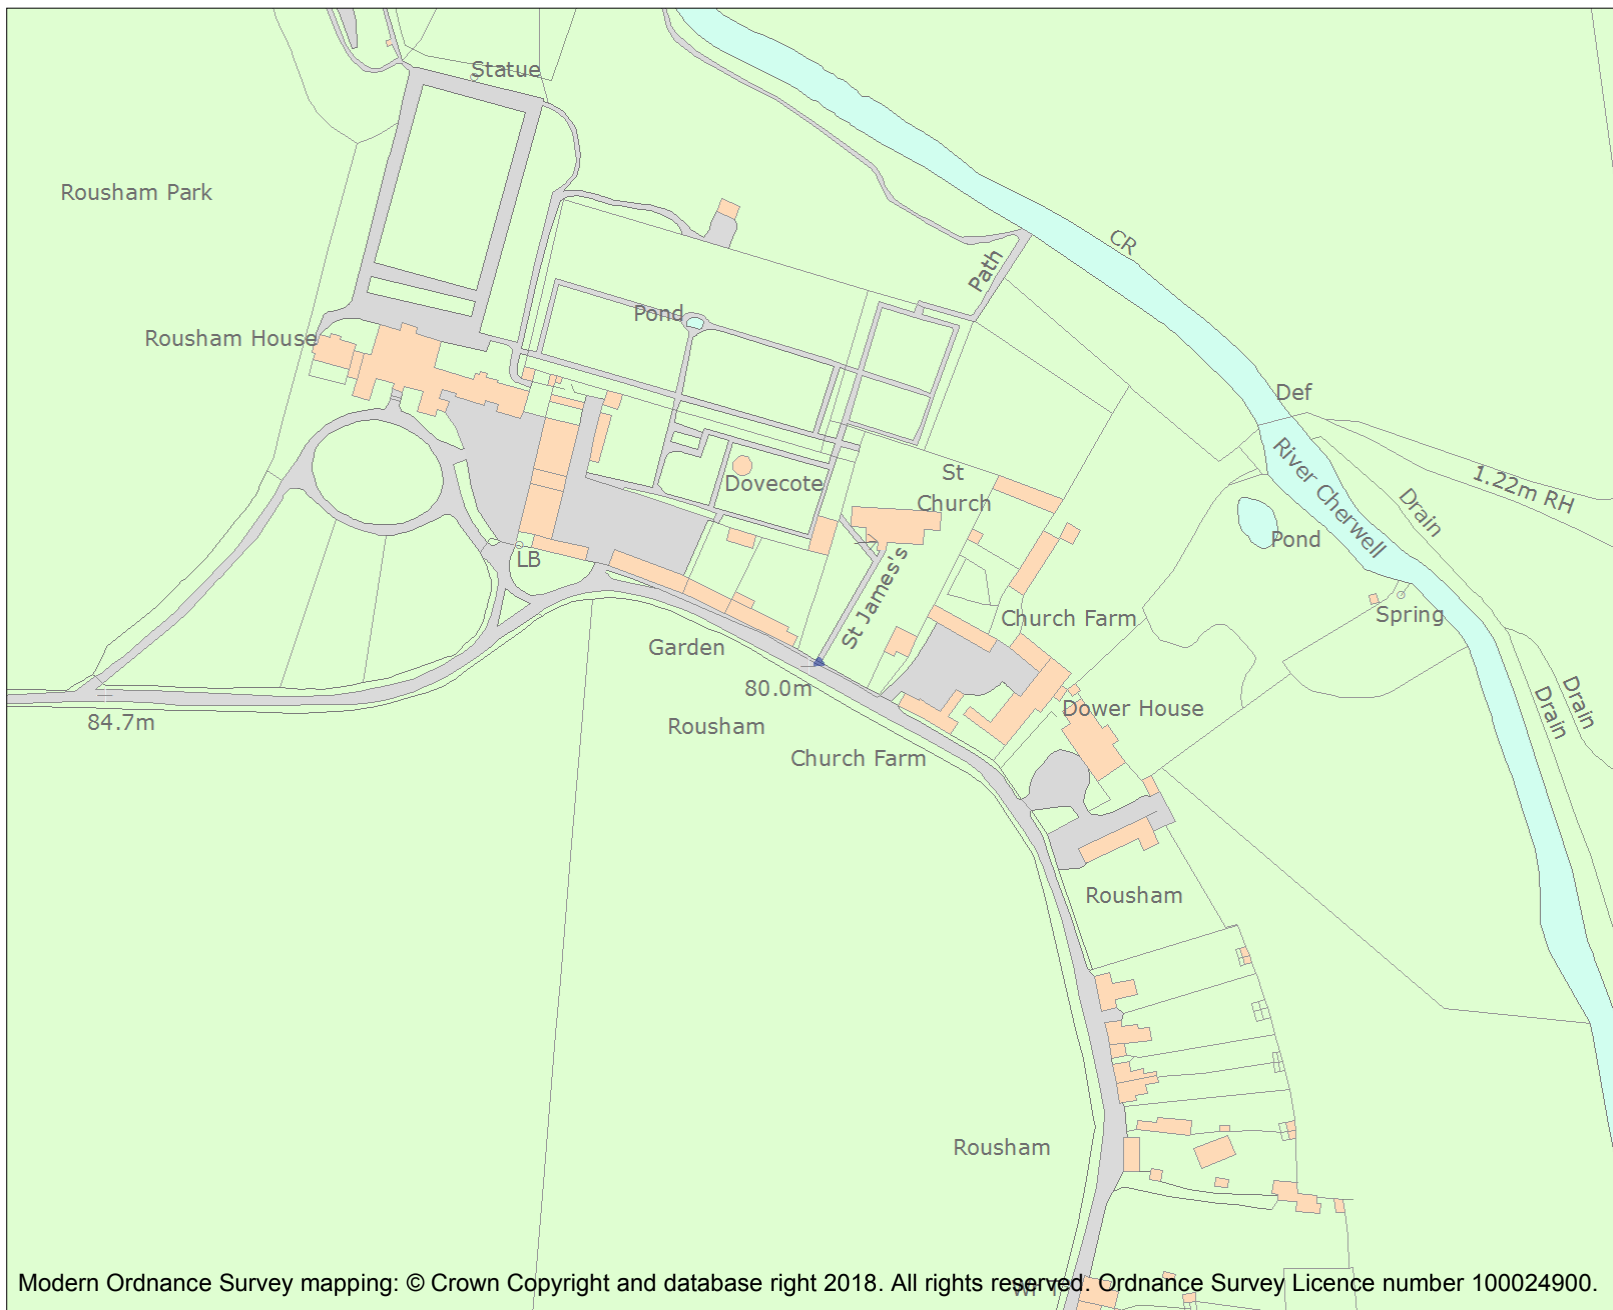 Statue
Rousham Park
CR
Path
Pond
Rousham House
Def
River Cherwell
1.22m RH
Drain
St
Church
Dovecote
Pond
LB
St James's
Church Farm
Spring
Garden
80.0m
Drain
Drain
84.7m
Rousham
Dower House
Church Farm
Rousham
Rousham
Modern Ordnance Survey mapping: © Crown Copyright and database right 2018. All rights reserved. Ordnance Survey Licence number 100024900.